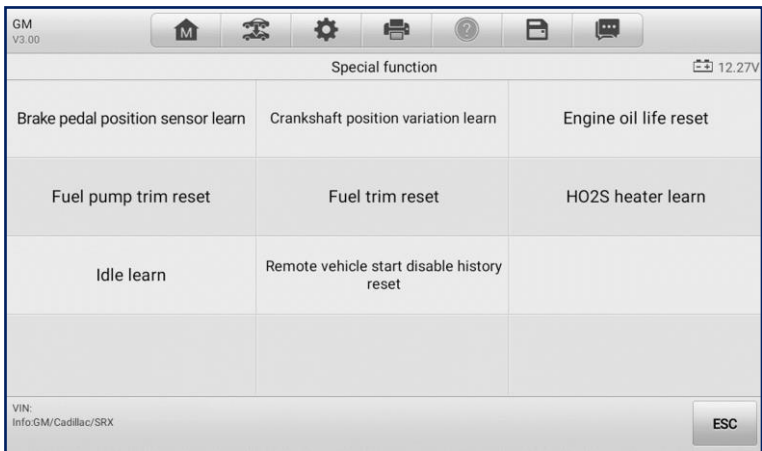 GM
V3.00
M
?
Special function
12.27V
Brake pedal position sensor learn
Crankshaft position variation learn
Engine oil life reset
Fuel pump trim reset
Fuel trim reset
HO2S heater learn
Idle learn
Remote vehicle start disable history
reset
VIN:
Info:GM/Cadillac/SRX
ESC